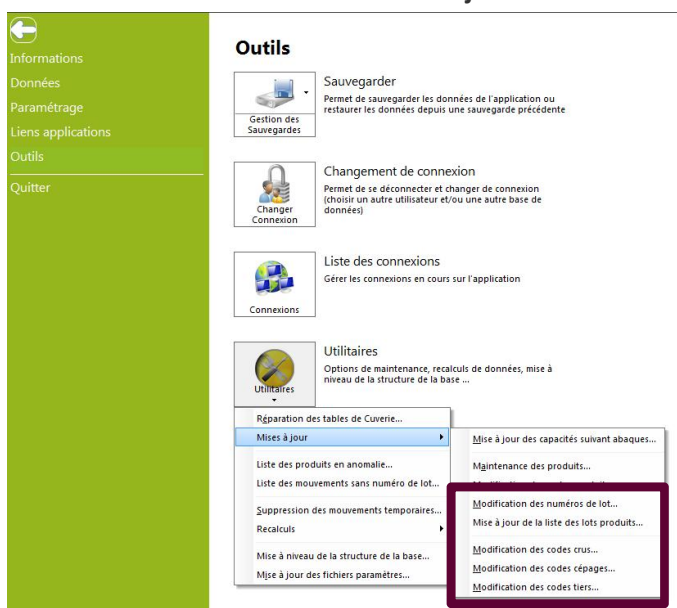 Informations
Données
Paramétrage
Liens applications
Outils
Quitter
Outils
Gestion des
Sauvegardes
Sauvegarder
Permet de sauvegarder les données de l'application ou
restaurer les données depuis une sauvegarde précédente
Changer
Connexion
Changement de connexion
Permet de se déconnecter et changer de connexion
(choisir un autre utilisateur et/ou une autre base de
données)
Connexions
Liste des connexions
Gérer les connexions en cours sur l'application
Utilitaires
Utilitaires
Options de maintenance, recalculs de données, mise à
niveau de la structure de la base ...
Réparation des tables de Cuverie...
Mises à jour
Liste des produits en anomalie...
Liste des mouvements sans numéro de lot...
Suppression des mouvements temporaires...
Recalculs
Mise à niveau de la structure de la base...
Mise à jour des fichiers paramètres...
Mise à jour des capacités suivant abaques...
Maintenance des produits...
Modification des numéros de lot...
Mise à jour de la liste des lots produits...
Modification des codes crus...
Modification des codes cépages...
Modification des codes tiers...